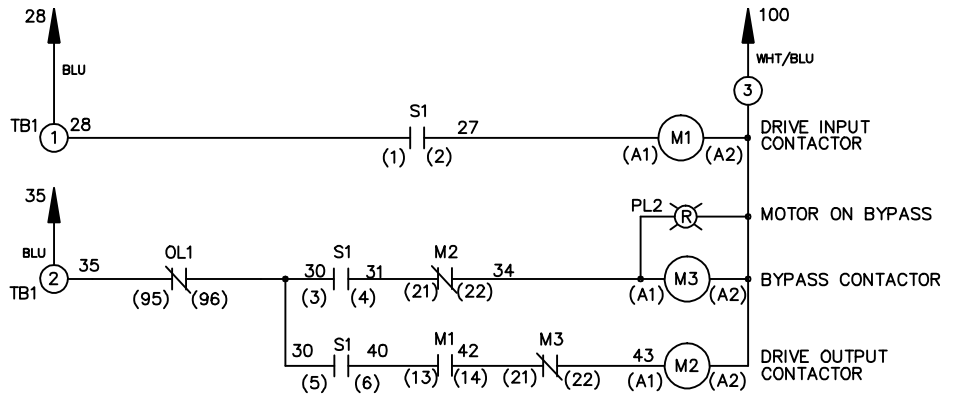 28
100
BLU
WHT/BLU
3
TB1
1
28
S1
27
(1)
(2)
M1
(A1)
(A2)
DRIVE INPUT
CONTACTOR
35
PL2
R
MOTOR ON BYPASS
BLU
2
TB1
35
OL1
(95)
(96)
30
S1
31
(3)
(4)
M2
(21)
(22)
34
M3
(A1)
(A2)
BYPASS CONTACTOR
30
S1
40
(5)
(6)
M1
42
(13)
(14)
M3
(21)
(22)
43
(A1)
M2
(A2)
DRIVE OUTPUT
CONTACTOR